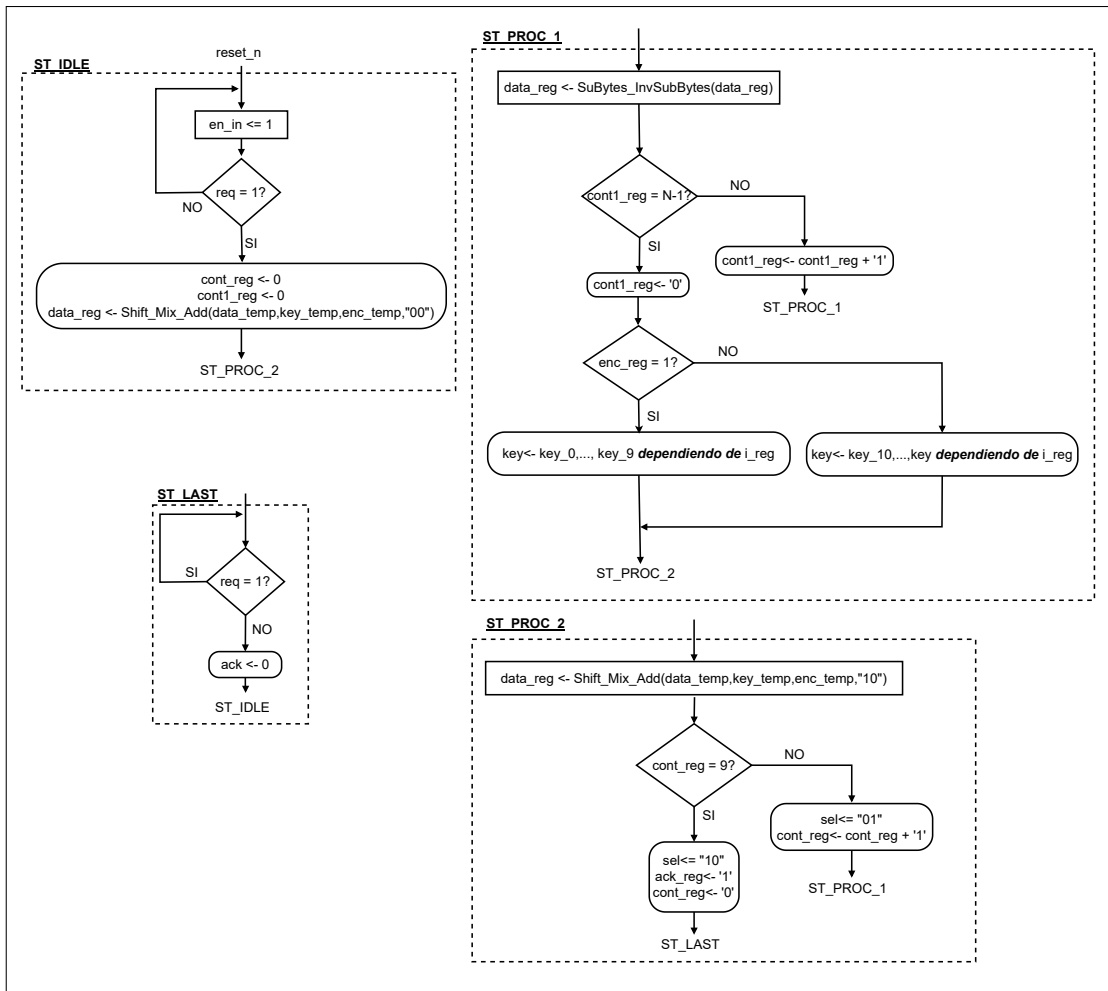 ST_IDLE
reset_n
en_in <= 1
req = 1?
NO
SI
cont_reg <- 0
cont1_reg <- 0
data_reg <- Shift_Mix_Add(data_temp,key_temp,enc_temp,"00")
ST_PROC_2
ST_PROC_1
data_reg <- SuBytes_InvSubBytes(data_reg)
cont1_reg = N-1?
NO
SI
cont1_reg<- cont1_reg + '1'
ST_PROC_1
cont1_reg<- '0'
enc_reg = 1?
NO
SI
key<- key_0,..., key_9 dependiendo de i_reg
key<- key_10,...,key dependiendo de i_reg
ST_PROC_2
ST_LAST
req = 1?
SI
NO
ack <- 0
ST_IDLE
ST_PROC_2
data_reg <- Shift_Mix_Add(data_temp,key_temp,enc_temp,"10")
cont_reg = 9?
NO
SI
sel<= "01"
cont_reg<- cont_reg + '1'
ST_PROC_1
sel<= "10"
ack_reg<- '1'
cont_reg<- '0'
ST_LAST